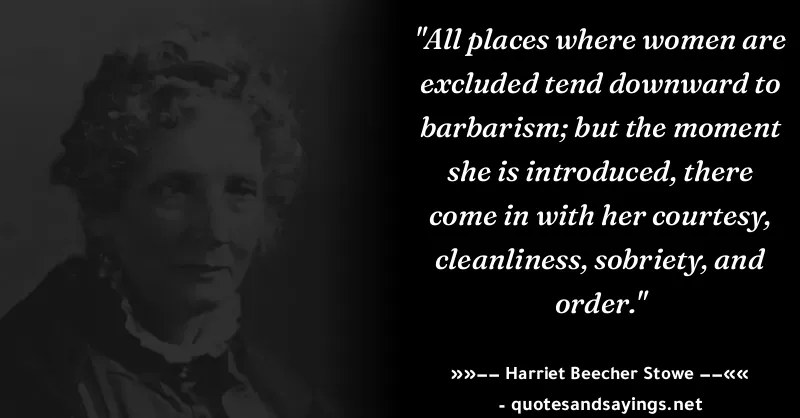 "All places where women are
excluded tend downward to
barbarism; but the moment
she is introduced, there
come in with her courtesy,
cleanliness, sobriety, and
order."
»»−− Harriet Beecher Stowe −−««
- quotesandsayings.net